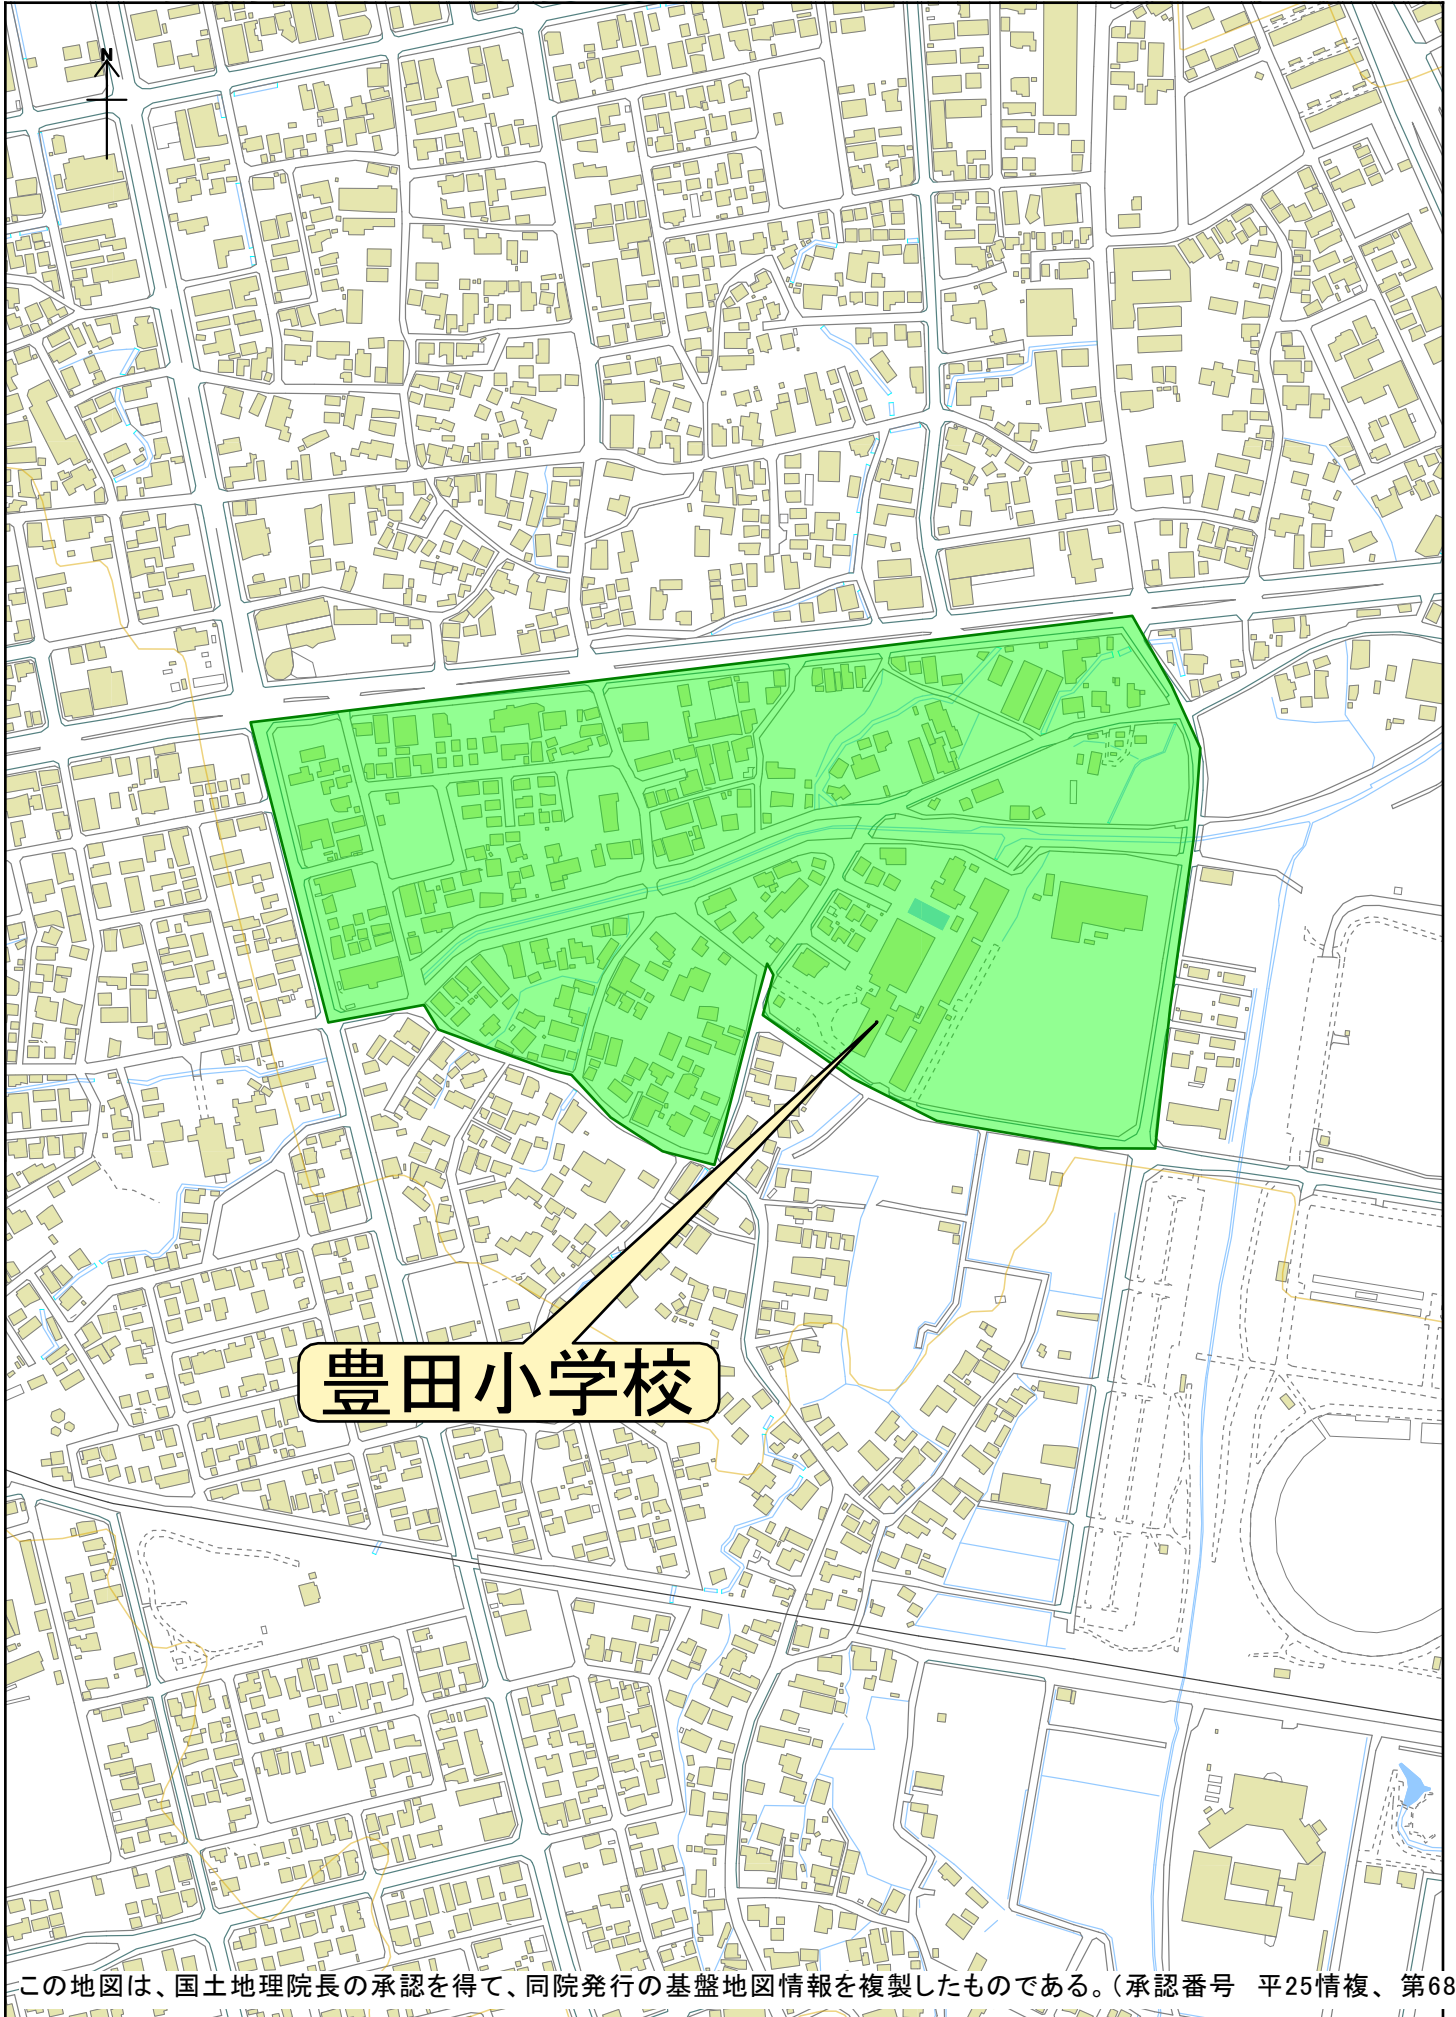 N
豊田小学校
この地図は、国土地理院長の承認を得て、同院発行の基盤地図情報を複製したものである。（承認番号　平25情複、第68